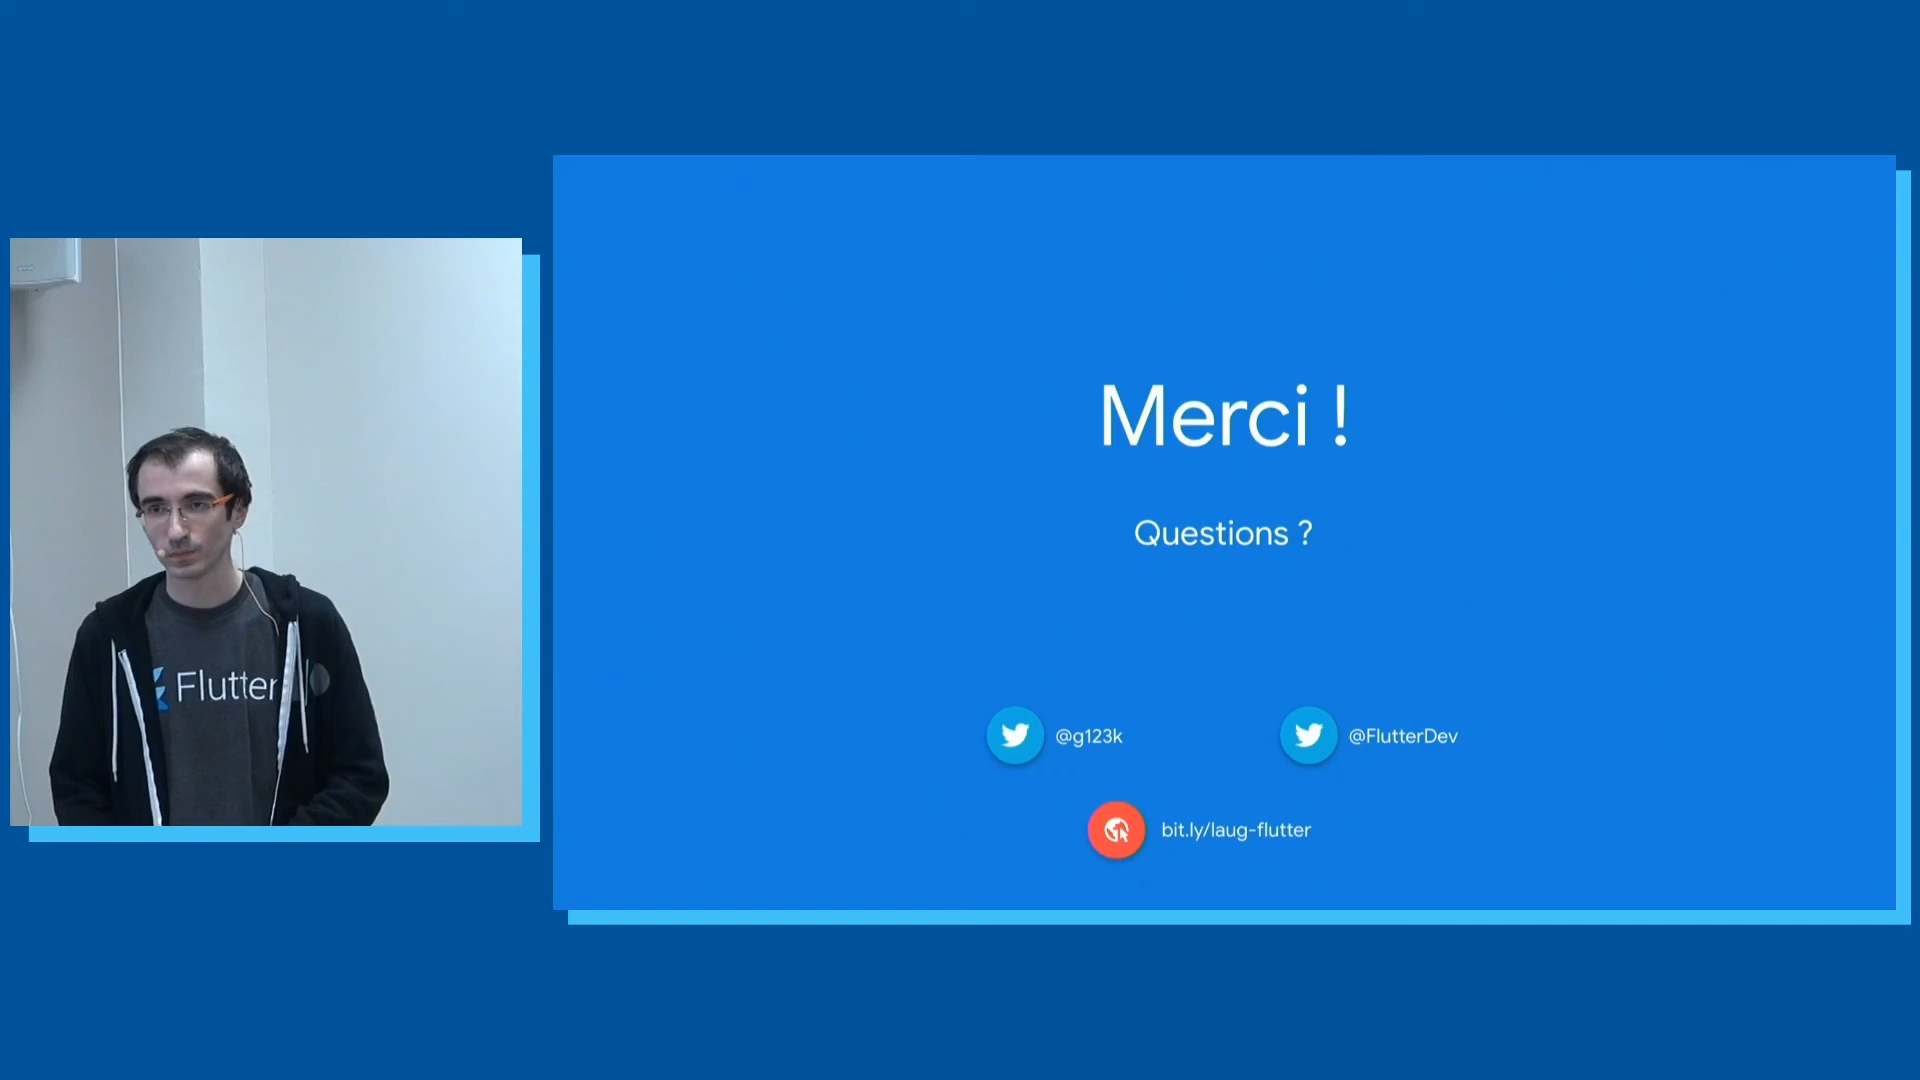 Merci !
Questions ?
@g123k
@FlutterDev
bit.ly/laug-flutter
Flutter